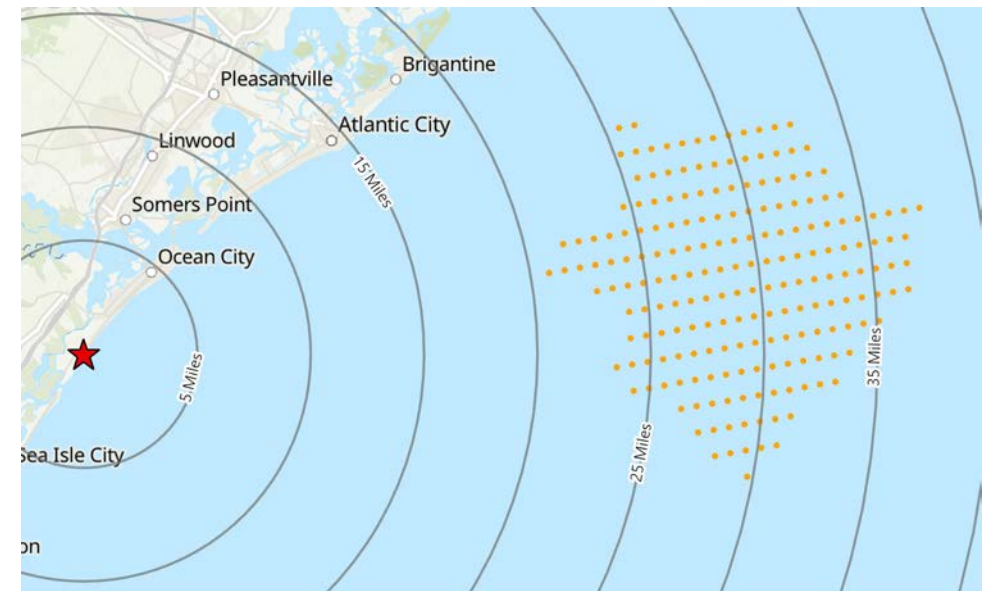 Brigantine
Pleasantville
Atlantic City
Linwood
15 Miles
Somers Point
Ocean City
5 Miles
35 Miles
25 Miles
Sea Isle City
on